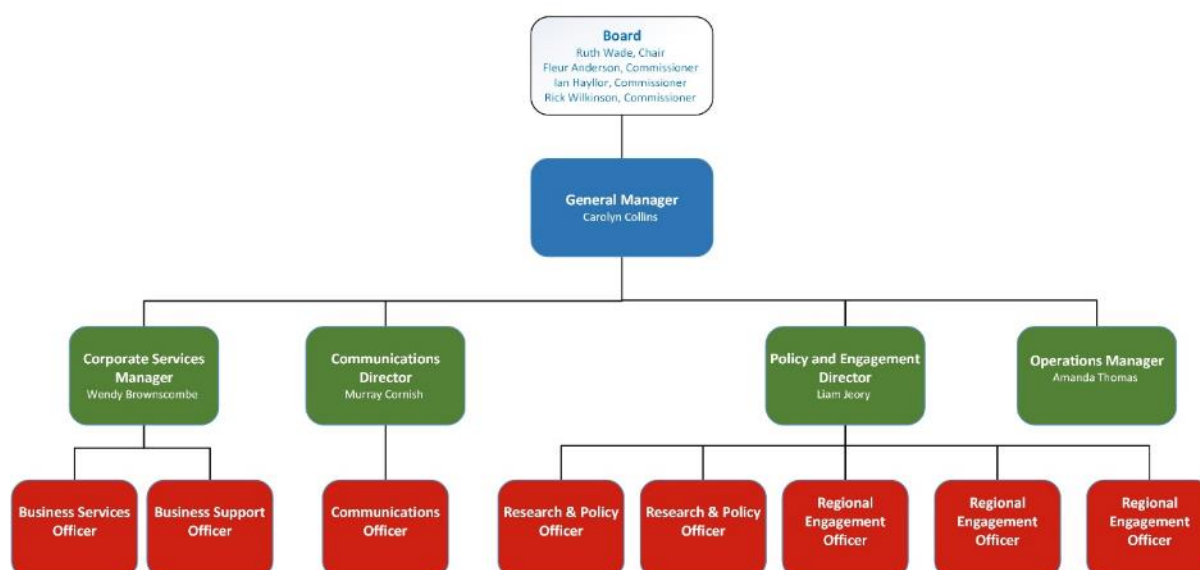 Board
Ruth Wade, Chair
Fleur Anderson, Commissioner
Ian Hayllor, Commissioner
Rick Wilkinson, Commissioner
General Manager
Carolyn Collins
Corporate Services
Manager
Wendy Brownscombe
Communications
Director
Murray Cornish
Policy and Engagement
Director
Liam Jeory
Operations Manager
Amanda Thomas
Business Services
Officer
Business Support
Officer
Communications
Officer
Research & Policy
Officer
Research & Policy
Officer
Regional
Engagement
Officer
Regional
Engagement
Officer
Regional
Engagement
Officer